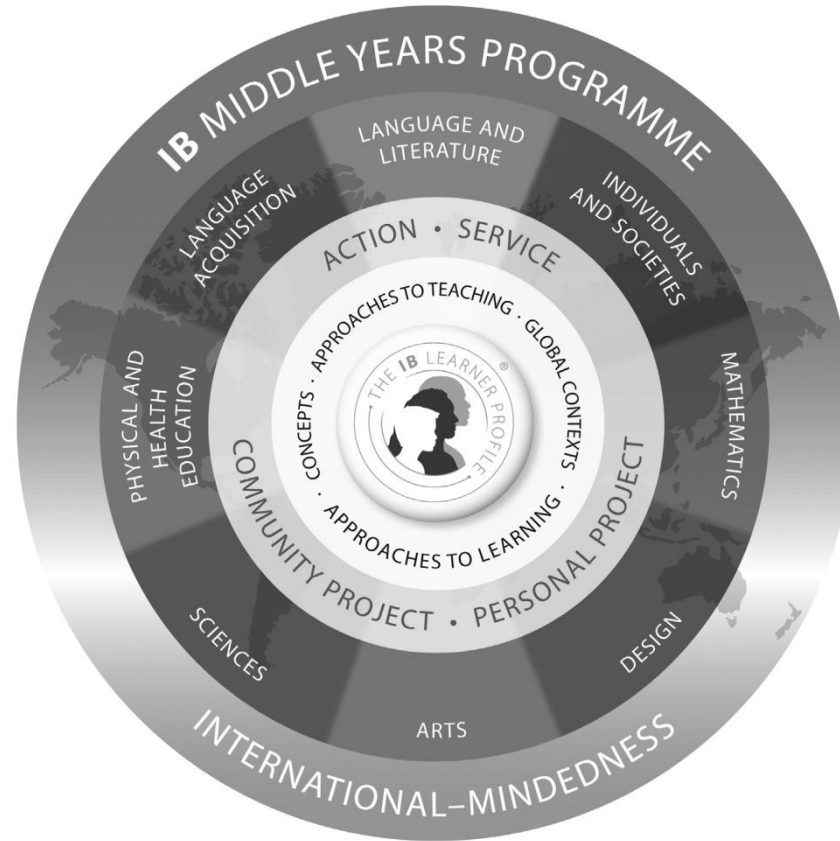 IB MIDDLE YEARS PROGRAMME
LANGUAGE AND
LITERATURE
INDIVIDUALS
AND SOCIETIES
MATHEMATICS
DESIGN
ARTS
SCIENCES
PHYSICAL AND
HEALTH
EDUCATION
LANGUAGE
ACQUISITION
ACTION • SERVICE
PERSONAL PROJECT
COMMUNITY PROJECT •
APPROACHES TO TEACHING ·
GLOBAL CONTEXTS ·
APPROACHES TO LEARNING ·
CONCEPTS ·
• THE IB LEARNER PROFILE •
®
INTERNATIONAL–MINDEDNESS